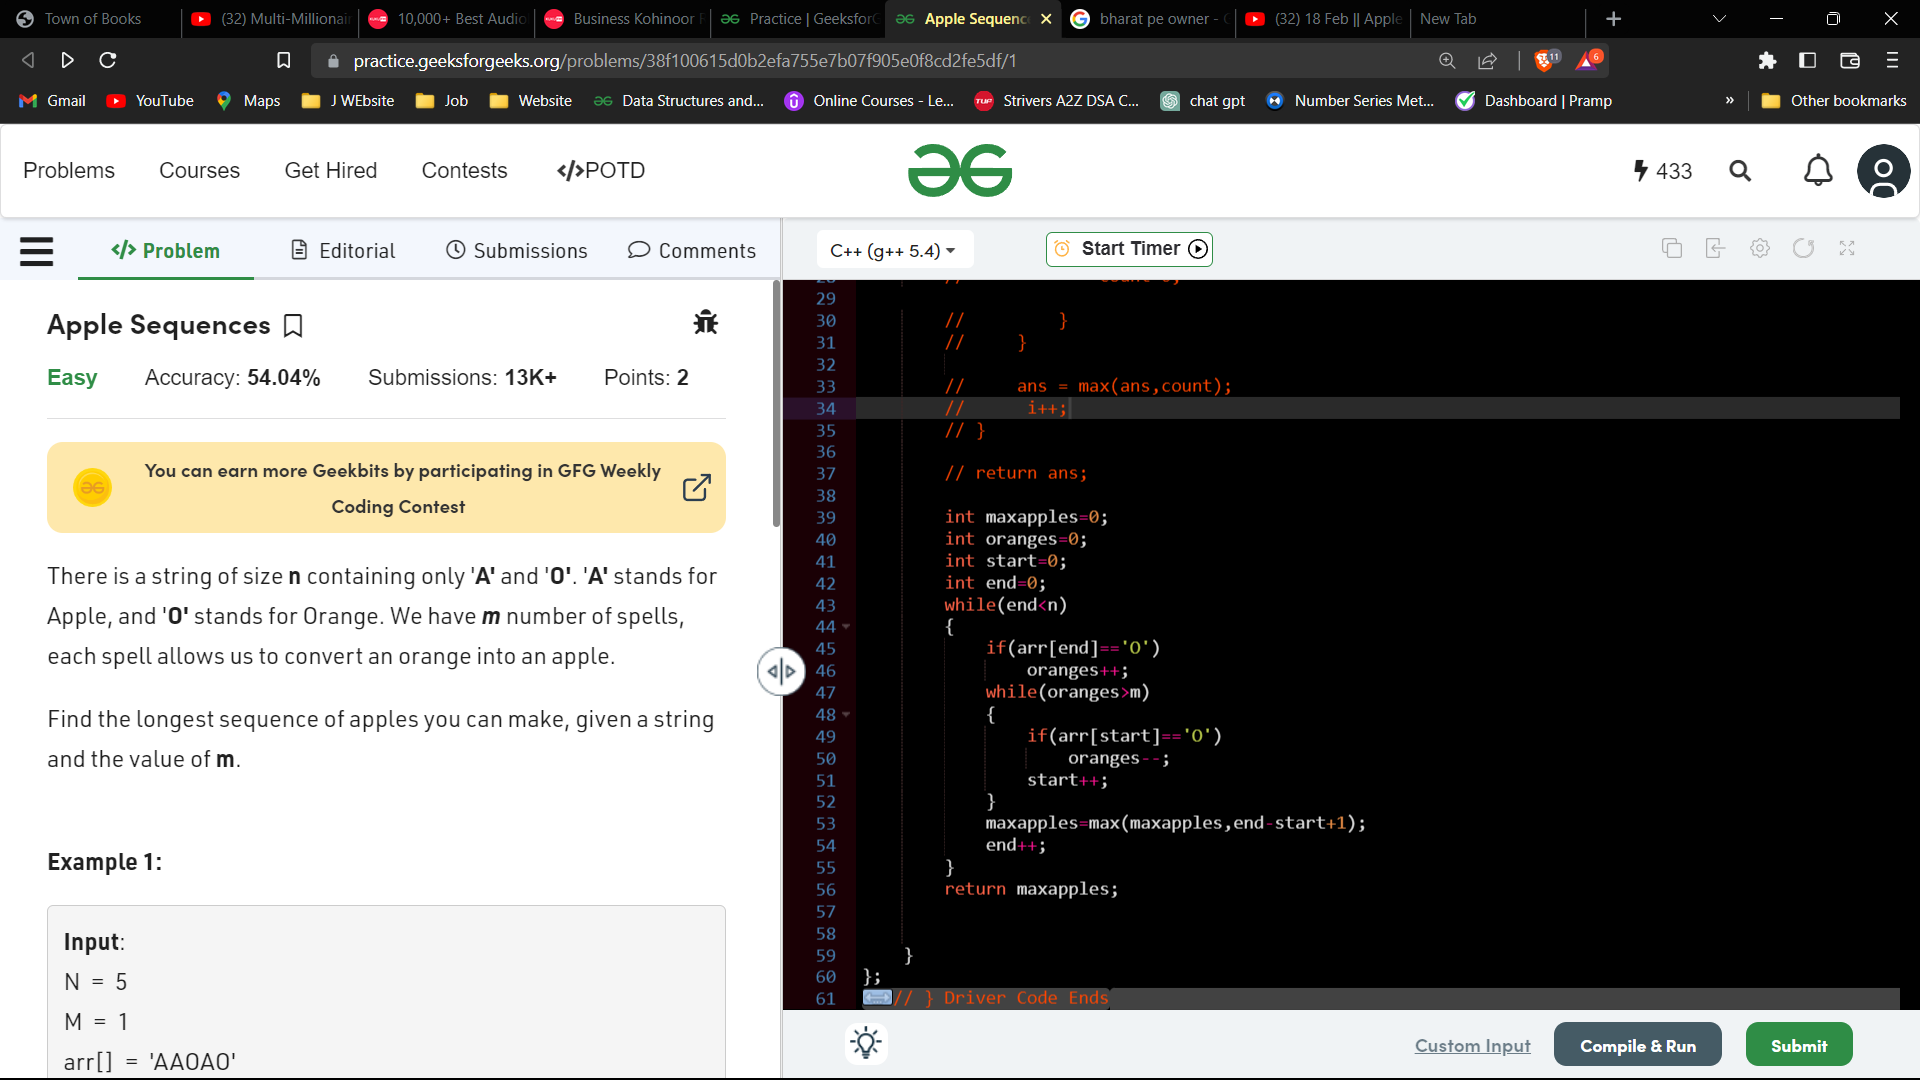 Town of Books
(32) Multi-Millionair
10,000+ Best Audio
Business Kohinoor F
Practice | Geeksfor
Apple Sequenc
bharat pe owner -
(32) 18 Feb || Apple
New Tab
practice.geeksforgeeks.org/problems/38f100615d0b2efa755e7b07f905e0f8cd2fe5df/1
11
6
Gmail
YouTube
Maps
J WEbsite
Job
Website
Data Structures and...
Online Courses - Le...
Strivers A2Z DSA C...
chat gpt
Number Series Met...
Dashboard | Pramp
»
Other bookmarks
Problems
Courses
Get Hired
Contests
</>POTD
433
</> Problem
Editorial
Submissions
Comments
C++ (g++ 5.4)
Start Timer
Apple Sequences
Easy
Accuracy: 54.04%
Submissions: 13K+
Points: 2
You can earn more Geekbits by participating in GFG Weekly
Coding Contest
There is a string of size n containing only 'A' and 'O'. 'A' stands for
Apple, and 'O' stands for Orange. We have m number of spells,
each spell allows us to convert an orange into an apple.
Find the longest sequence of apples you can make, given a string
and the value of m.
Example 1:
Input:
N = 5
M = 1
arr[] = 'AAOAO'
29
30 // }
31 // }
32
33 // ans = max(ans,count);
34 // i++;
35 // }
36
37 // return ans;
38
39 int maxapples=0;
40 int oranges=0;
41 int start=0;
42 int end=0;
43 while(end<n)
44 {
45 if(arr[end]=='O')
46 oranges++;
47 while(oranges>m)
48 {
49 if(arr[start]=='O')
50 oranges--;
51 start++;
52 }
53 maxapples=max(maxapples,end-start+1);
54 end++;
55 }
56 return maxapples;
57
58
59 }
60 };
61 // } Driver Code Ends
Custom Input
Compile & Run
Submit